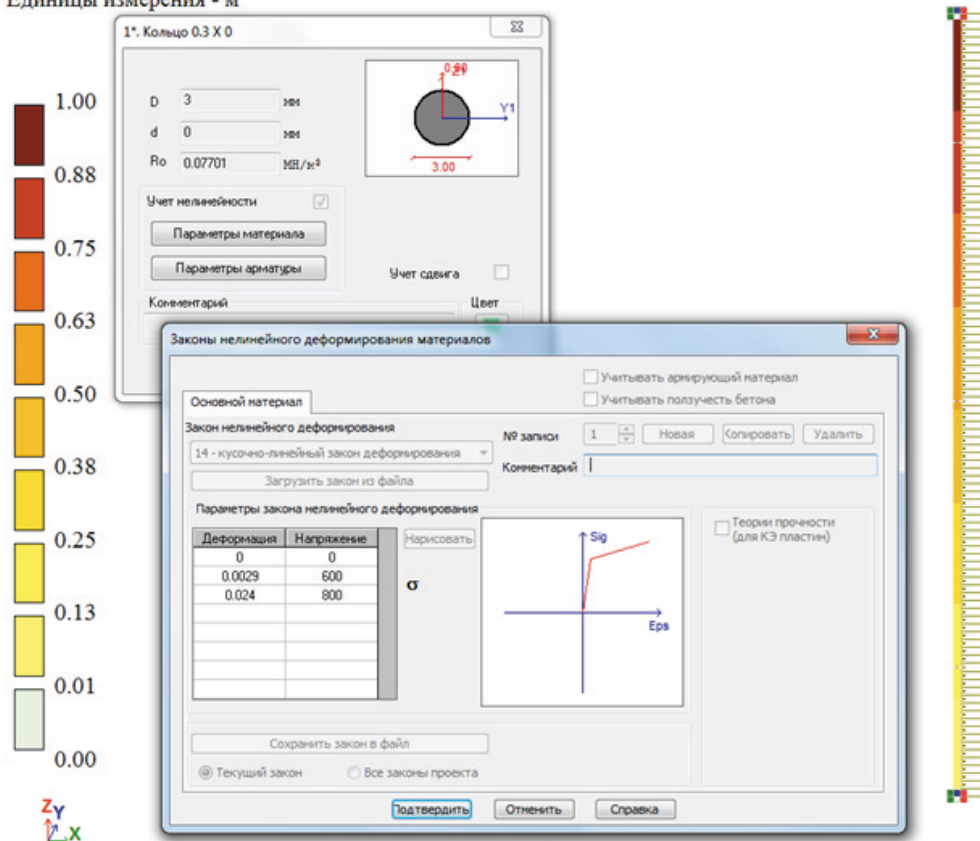 Единицы измерения - м
1*. Кольцо 0.3 X 0
D 3 мм
d 0 мм
Ro 0.07701 МН/м³
Y1
3.00
Учет нелинейности
Параметры материала
Параметры арматуры
Учет сдвига
Комментарий
Цвет
1.00
0.88
0.75
0.63
0.50
0.38
0.25
0.13
0.01
0.00
Z
Y
X
Законы нелинейного деформирования материалов
Учитывать армирующий материал
Учитывать ползучесть бетона
Основной материал
Закон нелинейного деформирования
14 - кусочно-линейный закон деформирования
Загрузить закон из файла
№ записи 1 Новая Копировать Удалить
Комментарий
Параметры закона нелинейного деформирования
Деформация Напряжение
0 0
0.0029 600
0.024 800
Нарисовать
σ
Sig
Eps
Теории прочности
(для КЭ пластин)
Сохранить закон в файл
Текущий закон Все законы проекта
Подтвердить Отменить Справка